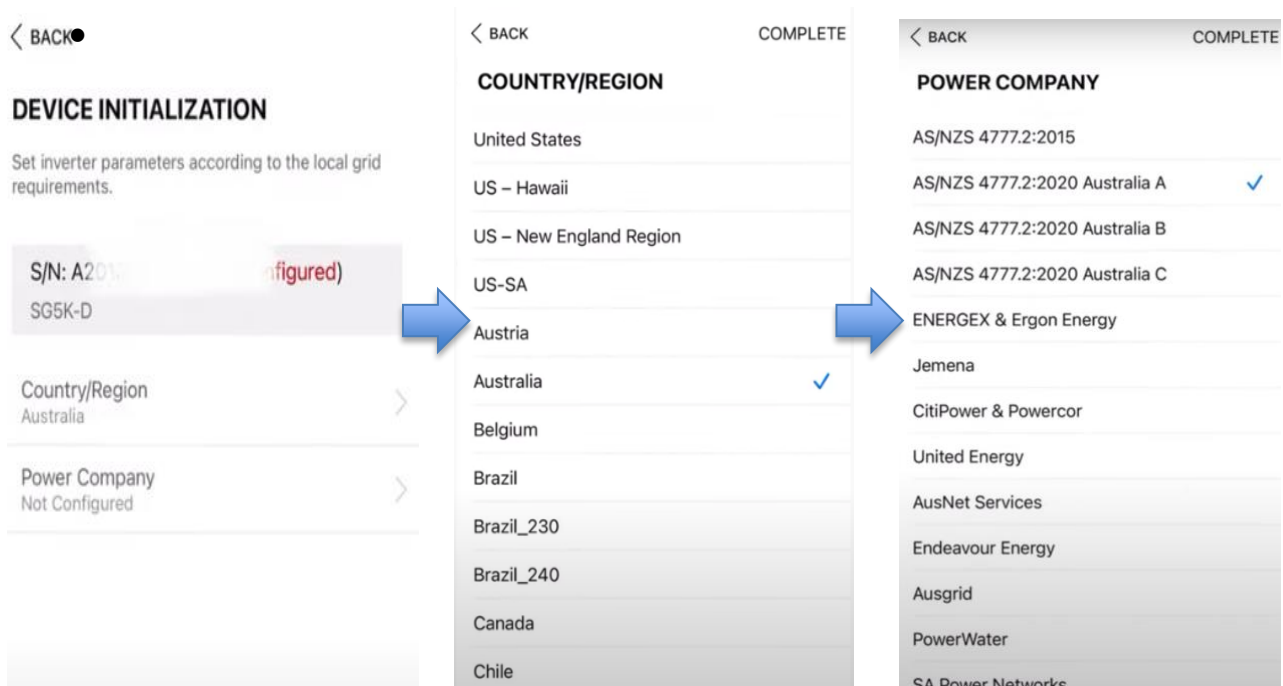 BACK
DEVICE INITIALIZATION
Set inverter parameters according to the local grid
requirements.
S/N: A20 figured)
SG5K-D
Country/Region
Australia
Power Company
Not Configured
BACK COMPLETE
COUNTRY/REGION
United States
US – Hawaii
US – New England Region
US-SA
Austria
Australia
Belgium
Brazil
Brazil_230
Brazil_240
Canada
Chile
BACK COMPLETE
POWER COMPANY
AS/NZS 4777.2:2015
AS/NZS 4777.2:2020 Australia A
AS/NZS 4777.2:2020 Australia B
AS/NZS 4777.2:2020 Australia C
ENERGEX & Ergon Energy
Jemena
CitiPower & Powercor
United Energy
AusNet Services
Endeavour Energy
Ausgrid
PowerWater
SA Power Networks